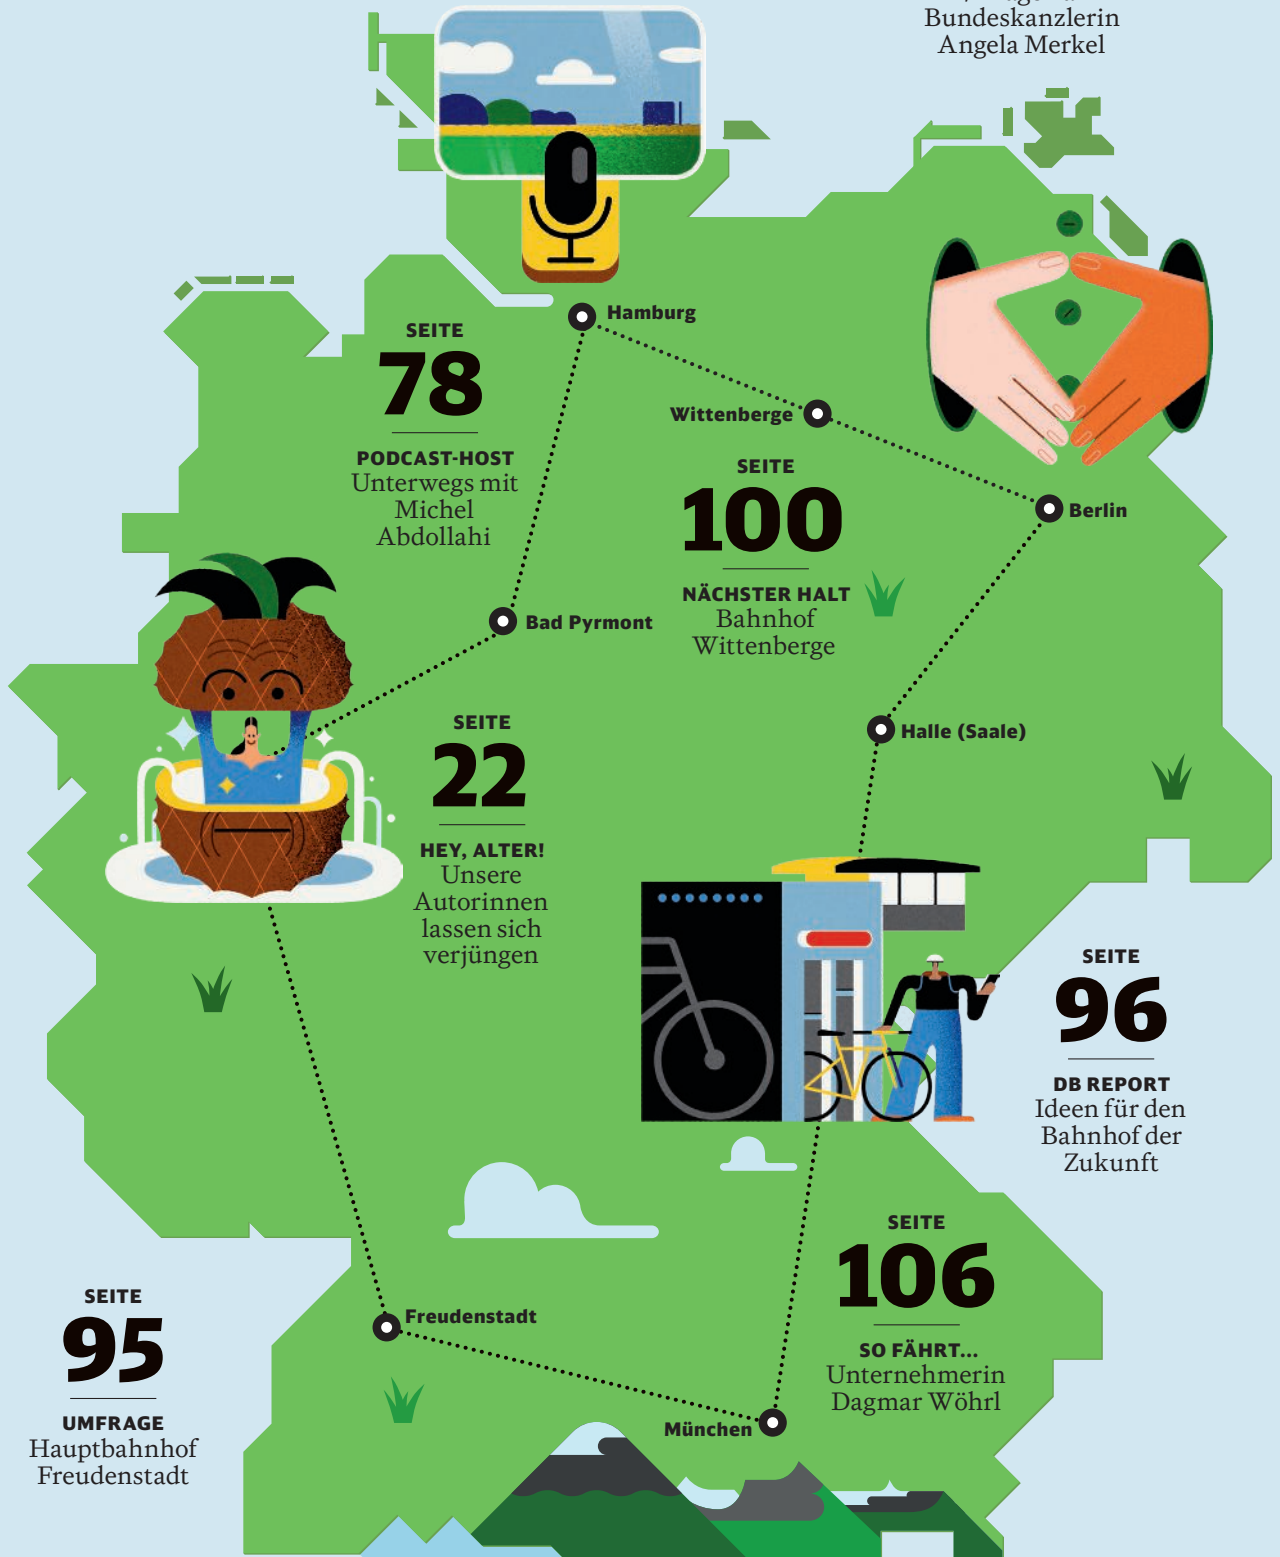 Bundeskanzlerin
Angela Merkel
Hamburg
SEITE
78
PODCAST-HOST
Unterwegs mit
Michel
Abdollahi
Wittenberge
SEITE
100
NÄCHSTER HALT
Bahnhof
Wittenberge
Berlin
Bad Pyrmont
Halle (Saale)
SEITE
22
HEY, ALTER!
Unsere
Autorinnen
lassen sich
verjüngen
SEITE
96
DB REPORT
Ideen für den
Bahnhof der
Zukunft
SEITE
106
SO FÄHRT...
Unternehmerin
Dagmar Wöhrl
SEITE
95
UMFRAGE
Hauptbahnhof
Freudenstadt
Freudenstadt
München